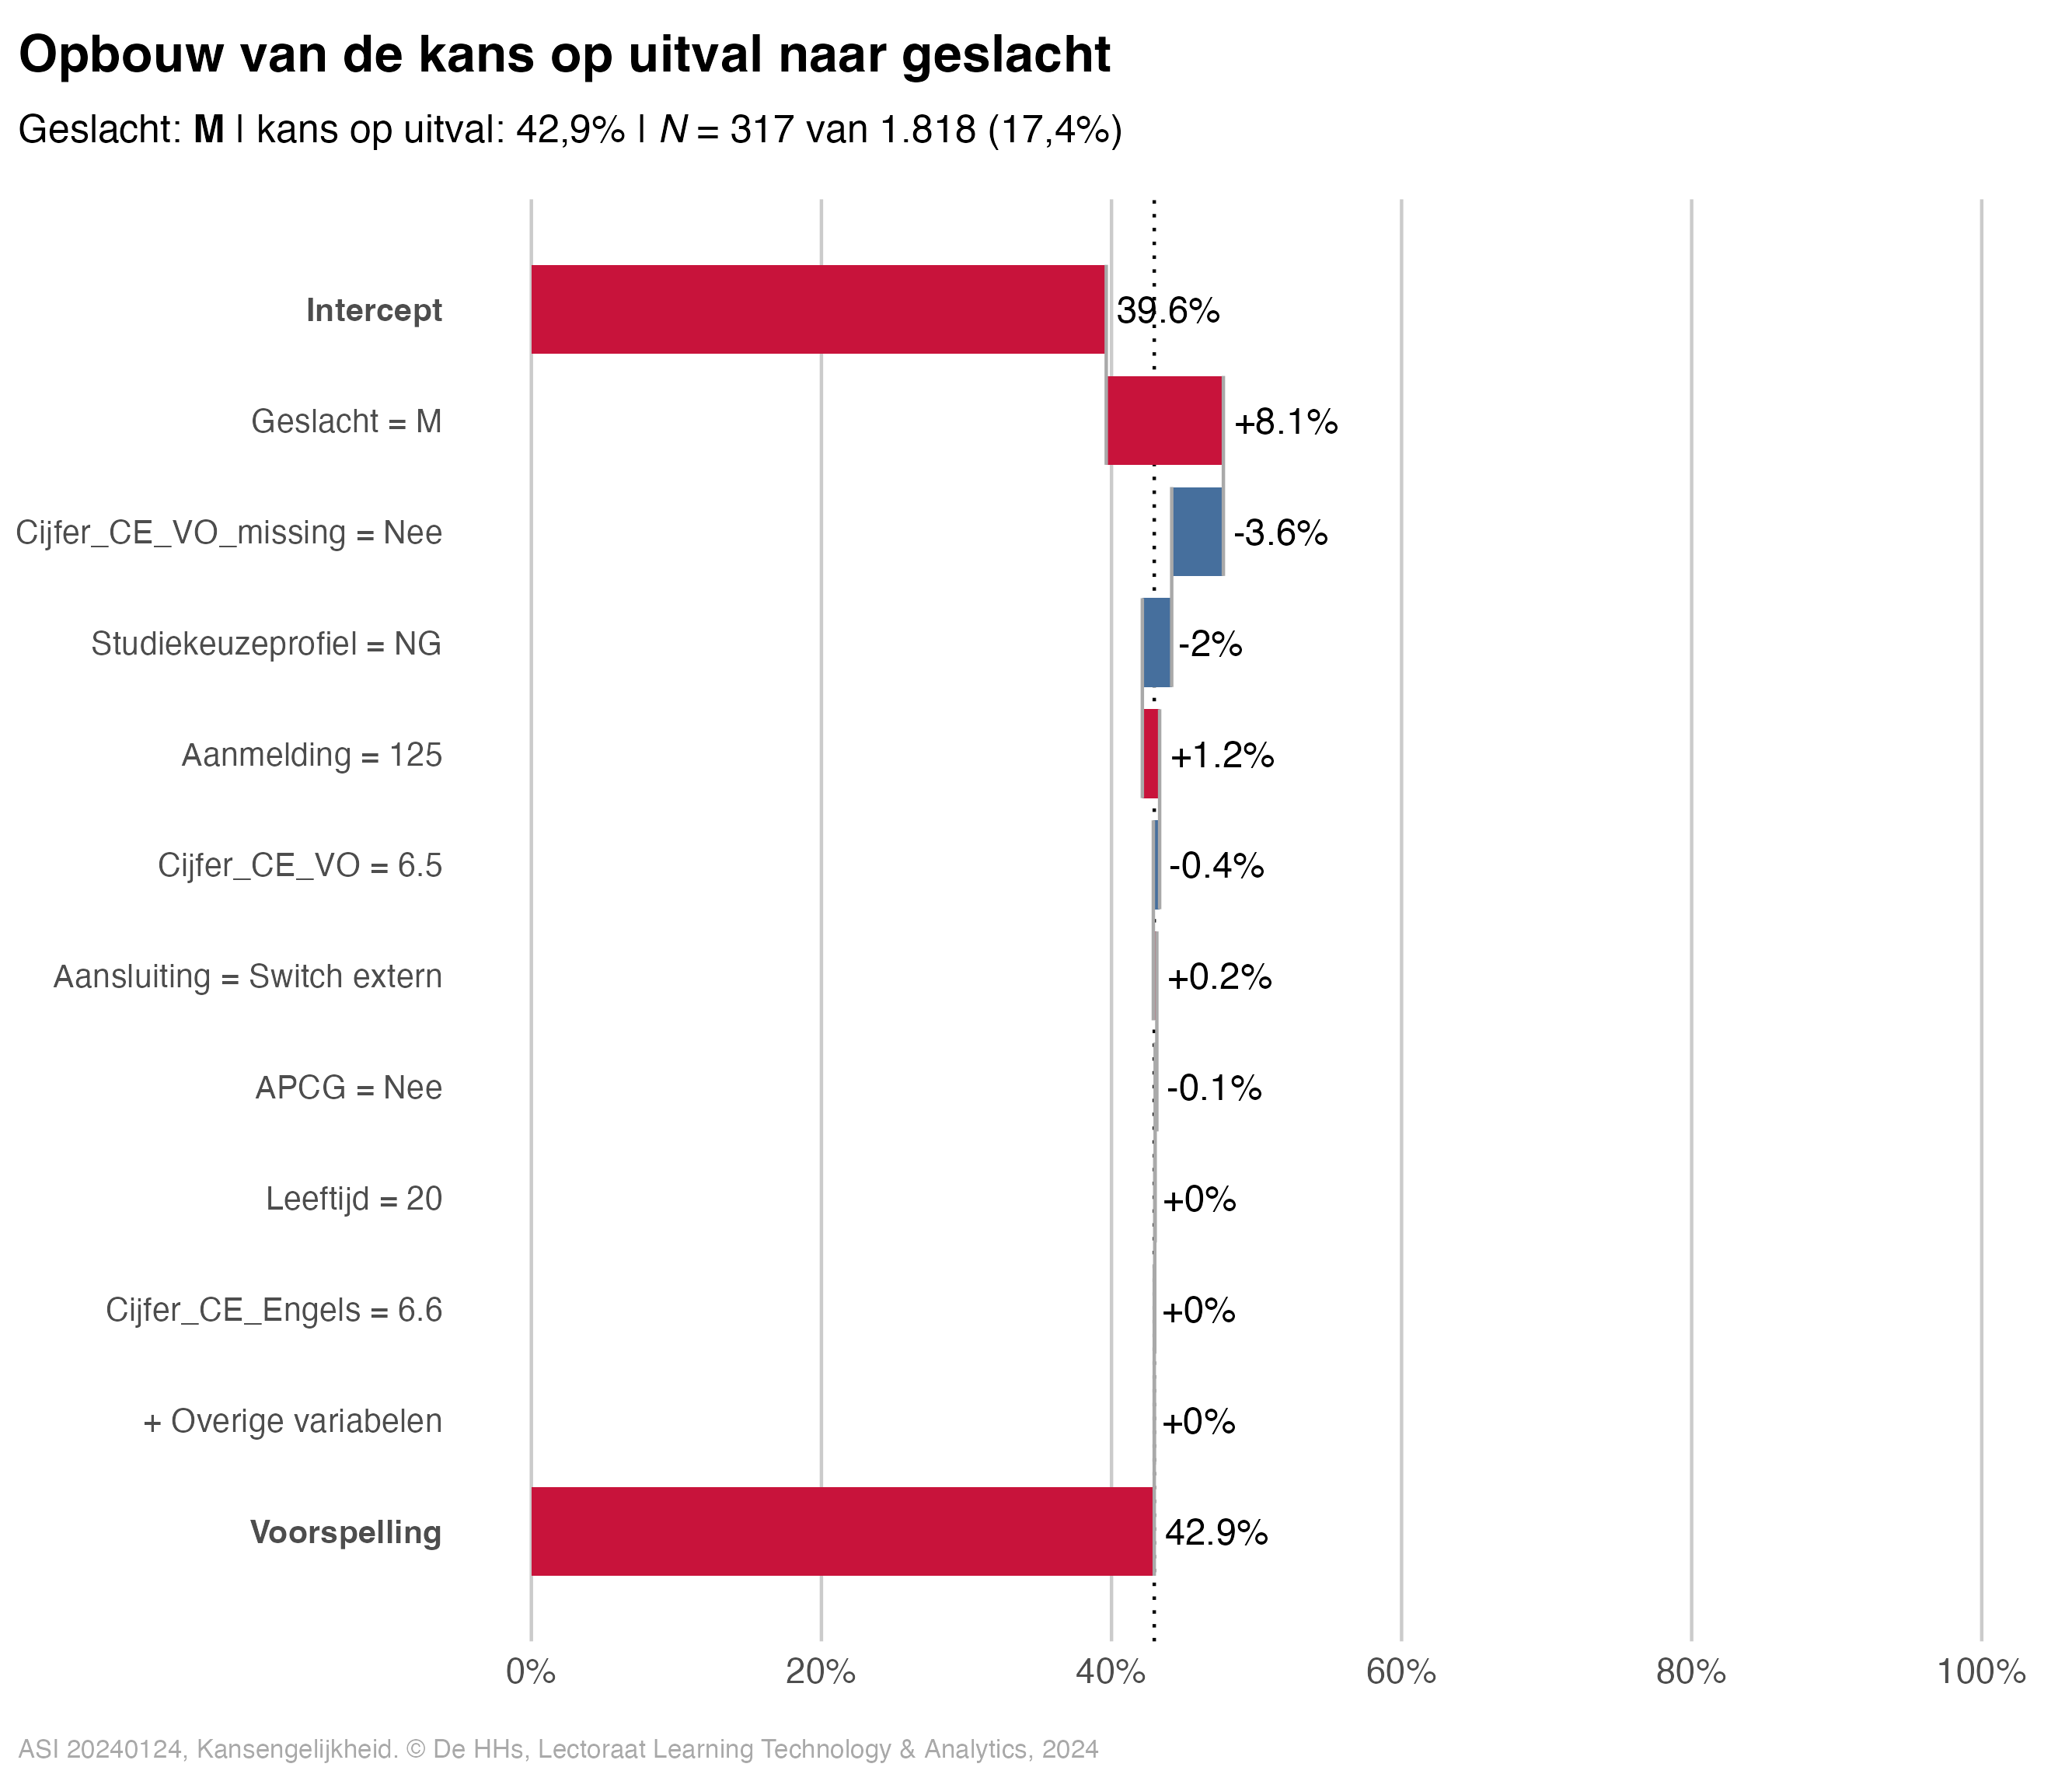 Opbouw van de kans op uitval naar geslacht
Geslacht: M | kans op uitval: 42,9% | N = 317 van 1.818 (17,4%)
Intercept 39.6%
Geslacht = M +8.1%
Cijfer_CE_VO_missing = Nee -3.6%
Studiekeuzeprofiel = NG -2%
Aanmelding = 125 +1.2%
Cijfer_CE_VO = 6.5 -0.4%
Aansluiting = Switch extern +0.2%
APCG = Nee -0.1%
Leeftijd = 20 +0%
Cijfer_CE_Engels = 6.6 +0%
+ Overige variabelen +0%
Voorspelling 42.9%
0% 20% 40% 60% 80% 100%
ASI 20240124, Kansengelijkheid. © De HHs, Lectoraat Learning Technology & Analytics, 2024